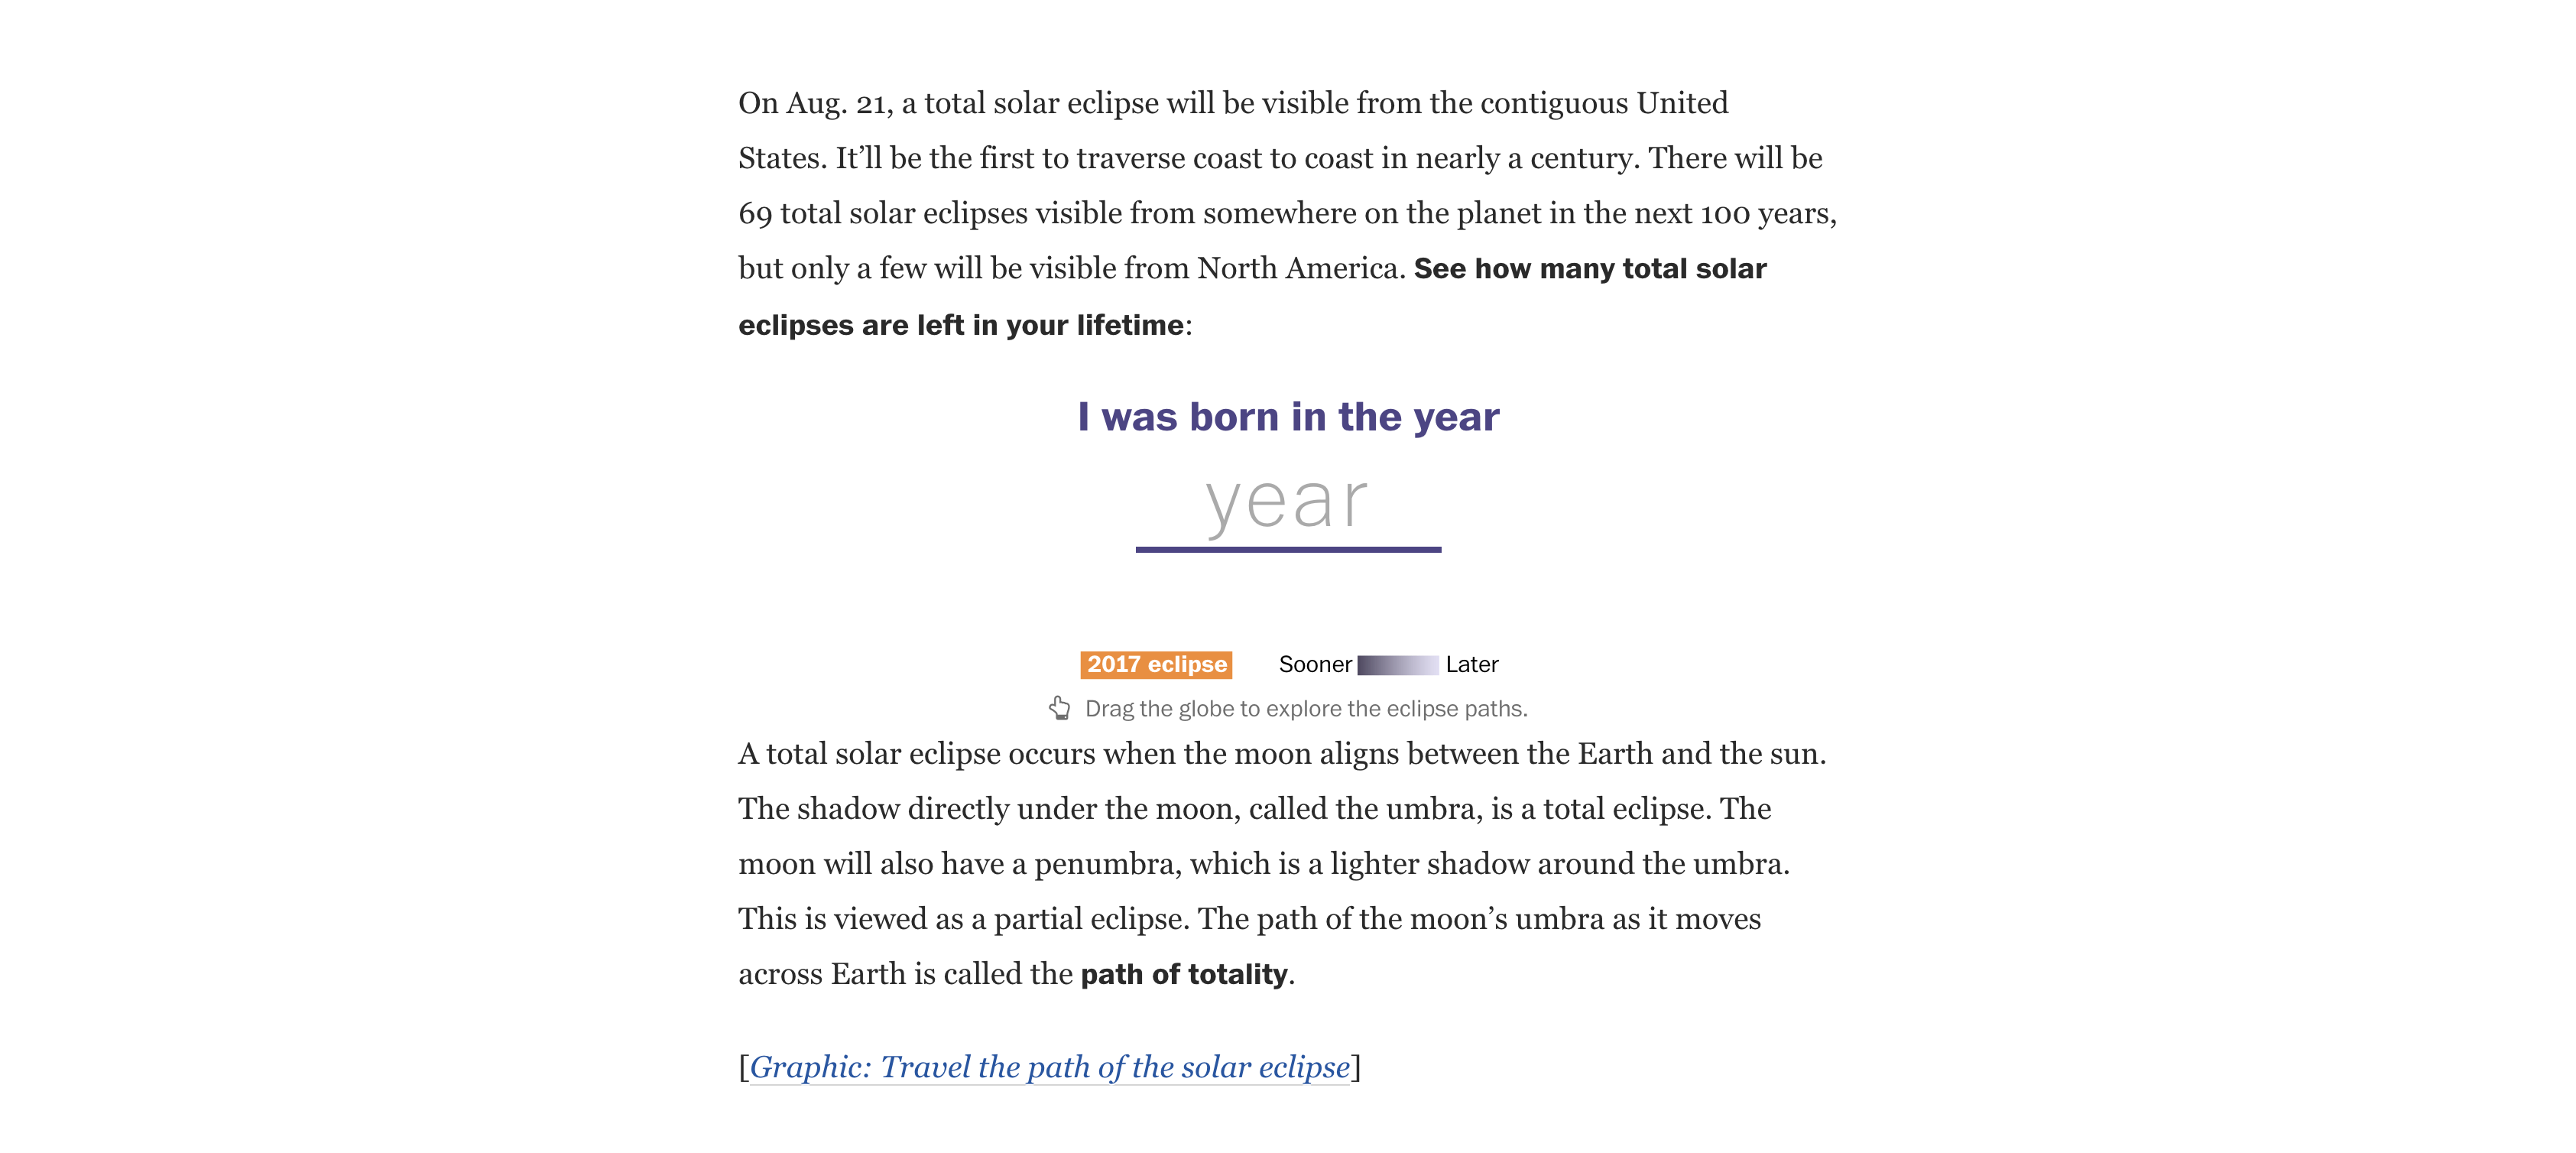 On Aug. 21, a total solar eclipse will be visible from the contiguous United
States. It’ll be the first to traverse coast to coast in nearly a century. There will be
69 total solar eclipses visible from somewhere on the planet in the next 100 years,
but only a few will be visible from North America. See how many total solar
eclipses are left in your lifetime:
I was born in the year
year
2017 eclipse Sooner Later
Drag the globe to explore the eclipse paths.
A total solar eclipse occurs when the moon aligns between the Earth and the sun.
The shadow directly under the moon, called the umbra, is a total eclipse. The
moon will also have a penumbra, which is a lighter shadow around the umbra.
This is viewed as a partial eclipse. The path of the moon’s umbra as it moves
across Earth is called the path of totality.
[Graphic: Travel the path of the solar eclipse]